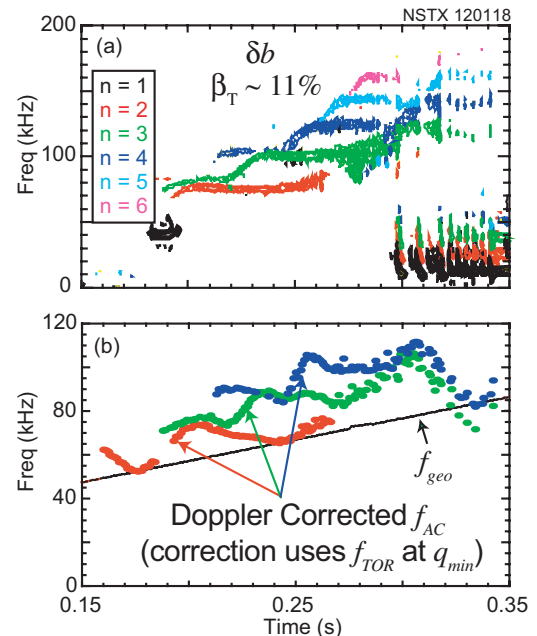 NSTX 120118
(a)
δb
β_T ~ 11%
n = 1
n = 2
n = 3
n = 4
n = 5
n = 6
200
100
0
Freq (kHz)
(b)
120
80
40
0
Freq (kHz)
f_geo
Doppler Corrected f_AC
(correction uses f_TOR at q_min)
0.15
0.25
0.35
Time (s)